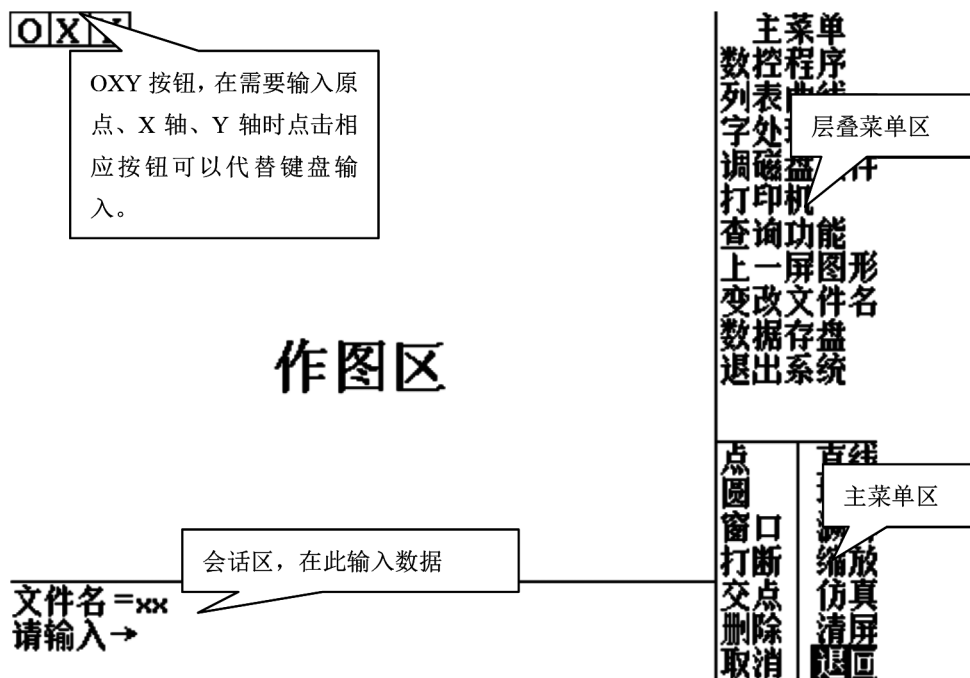 OX
OXY 按钮，在需要输入原
点、X 轴、Y 轴时点击相
应按钮可以代替键盘输
入。
主菜单
数控程序
列表
字处
层叠菜单区
调磁盘
打印机
查询功能
上一屏图形
变改文件名
数据存盘
退出系统
作图区
点 直线
圆
主菜单区
窗口
打断 缩放
交点 仿真
删除 清屏
取消 退回
会话区，在此输入数据
文件名=xx
请输入→